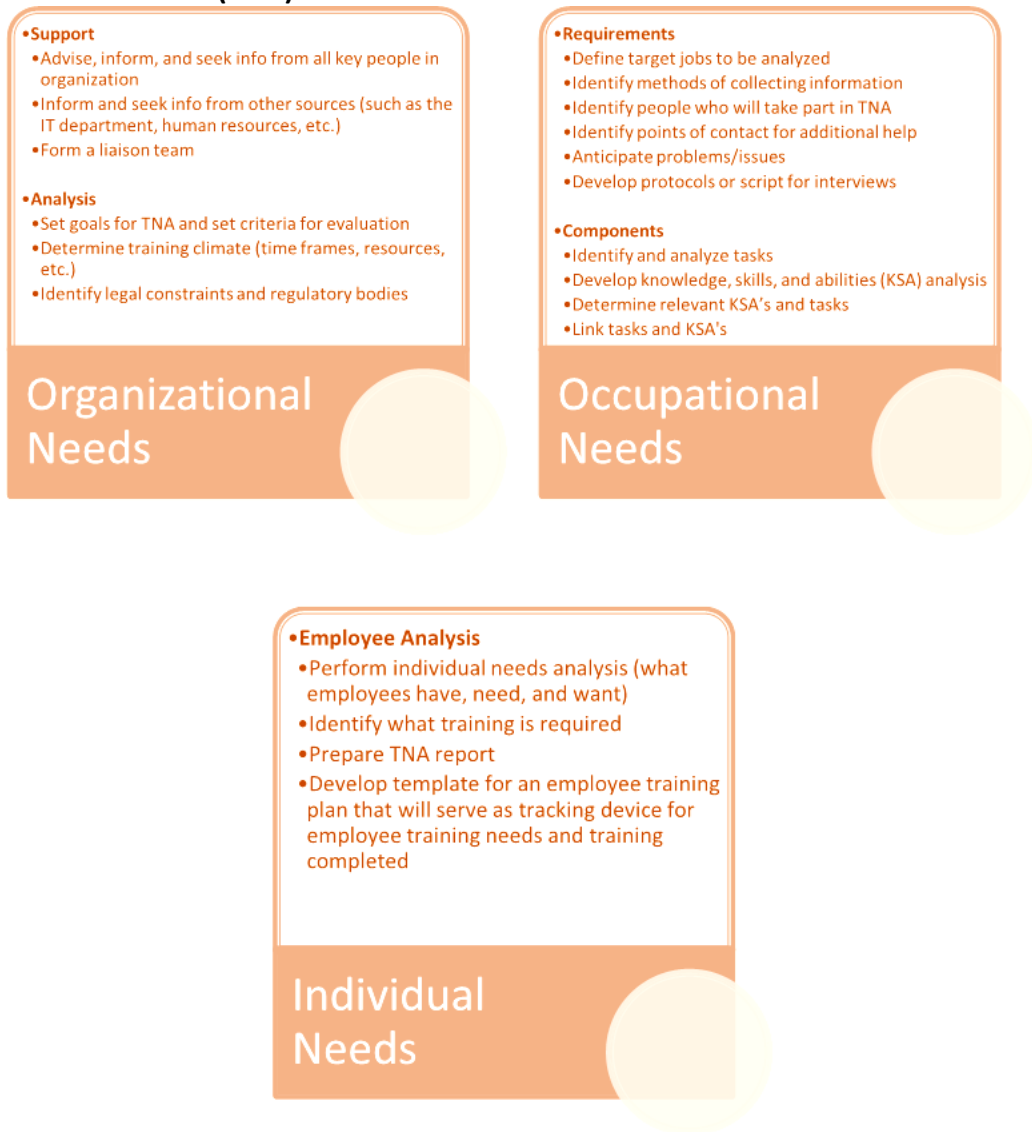 •Support
•Advise, inform, and seek info from all key people in
organization
•Inform and seek info from other sources (such as the
IT department, human resources, etc.)
•Form a liaison team
•Analysis
•Set goals for TNA and set criteria for evaluation
•Determine training climate (time frames, resources,
etc.)
•Identify legal constraints and regulatory bodies
Organizational
Needs
•Requirements
•Define target jobs to be analyzed
•Identify methods of collecting information
•Identify people who will take part in TNA
•Identify points of contact for additional help
•Anticipate problems/issues
•Develop protocols or script for interviews
•Components
•Identify and analyze tasks
•Develop knowledge, skills, and abilities (KSA) analysis
•Determine relevant KSA's and tasks
•Link tasks and KSA's
Occupational
Needs
•Employee Analysis
•Perform individual needs analysis (what
employees have, need, and want)
•Identify what training is required
•Prepare TNA report
•Develop template for an employee training
plan that will serve as tracking device for
employee training needs and training
completed
Individual
Needs